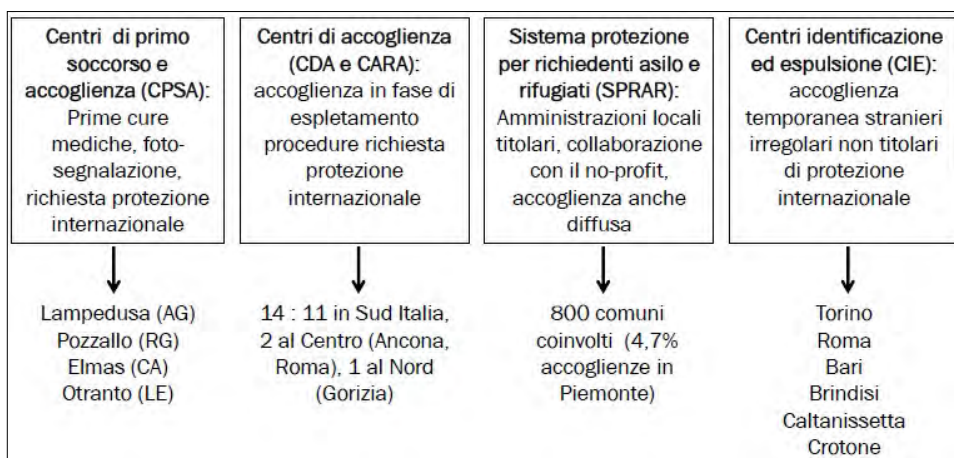 Centri di primo
soccorso e
accoglienza (CPSA):
Prime cure
mediche, foto-
segnalazione,
richiesta protezione
internazionale
Lampedusa (AG)
Pozzallo (RG)
Elmas (CA)
Otranto (LE)
Centri di accoglienza
(CDA e CARA):
accoglienza in fase di
espletamento
procedure richiesta
protezione
internazionale
14 : 11 in Sud Italia,
2 al Centro (Ancona,
Roma), 1 al Nord
(Gorizia)
Sistema protezione
per richiedenti asilo e
rifugiati (SPRAR):
Amministrazioni locali
titolari, collaborazione
con il no-profit,
accoglienza anche
diffusa
800 comuni
coinvolti (4,7%
accoglienze in
Piemonte)
Centri identificazione
ed espulsione (CIE):
accoglienza
temporanea stranieri
irregolari non titolari
di protezione
internazionale
Torino
Roma
Bari
Brindisi
Caltanissetta
Crotone